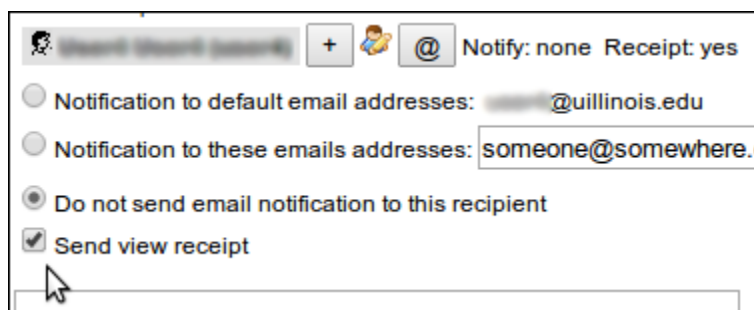 + @ Notify: none Receipt: yes
Notification to default email addresses: @uillinois.edu
Notification to these emails addresses: someone@somewhere.
Do not send email notification to this recipient
Send view receipt